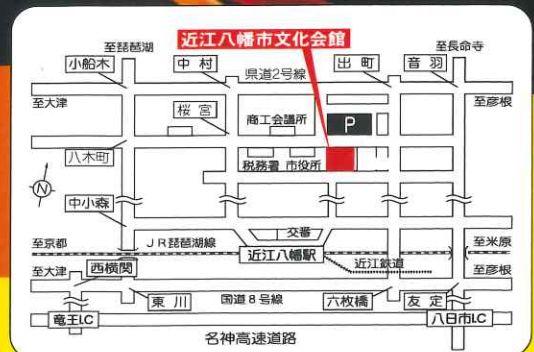 近江八幡市文化会館
至琵琶湖
至長命寺
小船木
中村
県道2号線
出町
音羽
至大津
至彦根
桜宮
商工会議所
P
八木町
税務署
市役所
N
中小森
交番
至京都
JR琵琶湖線
近江八幡駅
至米原
近江鉄道
至大津
西横関
至彦根
東川
国道8号線
六枚橋
友定
竜王I.C
八日市I.C
名神高速道路